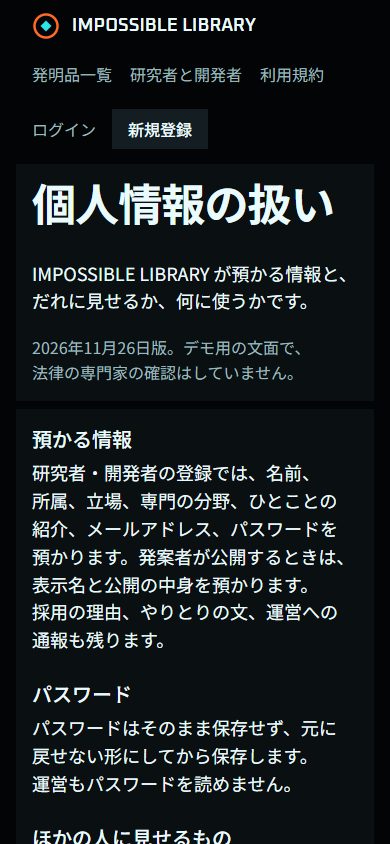 IMPOSSIBLE LIBRARY
発明品一覧 研究者と開発者 利用規約
ログイン 新規登録
個人情報の扱い
IMPOSSIBLE LIBRARY が預かる情報と、
だれに見せるか、何に使うかです。
2026年11月26日版。デモ用の文面で、
法律の専門家の確認はしていません。
預かる情報
研究者・開発者の登録では、名前、
所属、立場、専門の分野、ひとことの
紹介、メールアドレス、パスワードを
預かります。発案者が公開するときは、
表示名と公開の中身を預かります。
採用の理由、やりとりの文、運営への
通報も残ります。
パスワード
パスワードはそのまま保存せず、元に
戻せない形にしてから保存します。
運営もパスワードを読めません。
ほかの人に見せるもの